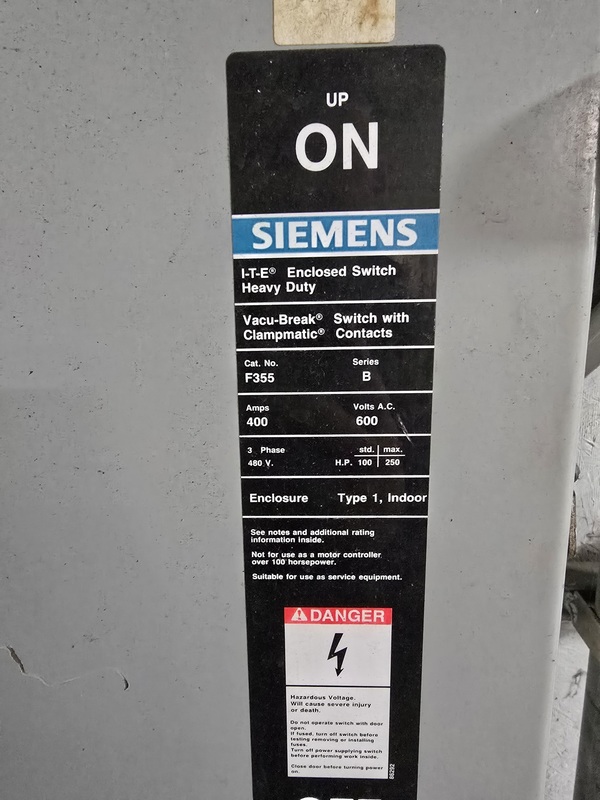 UP
ON
SIEMENS
I-T-E® Enclosed Switch
Heavy Duty
Vacu-Break® Switch with
Clampmatic® Contacts
Cat. No. Series
F355 B
Amps Volts A.C.
400 600
3 Phase std. max.
480 V. H.P. 100 250
Enclosure Type 1, Indoor
See notes and additional rating
information inside.
Not for use as a motor controller
over 100 horsepower.
Suitable for use as service equipment.
DANGER
Hazardous Voltage.
Will cause severe injury
or death.
Do not operate switch with door
open.
If fused, turn off switch before
testing removing or installing
fuses.
Turn off power supplying switch
before performing work inside.
Close door before turning power
on.